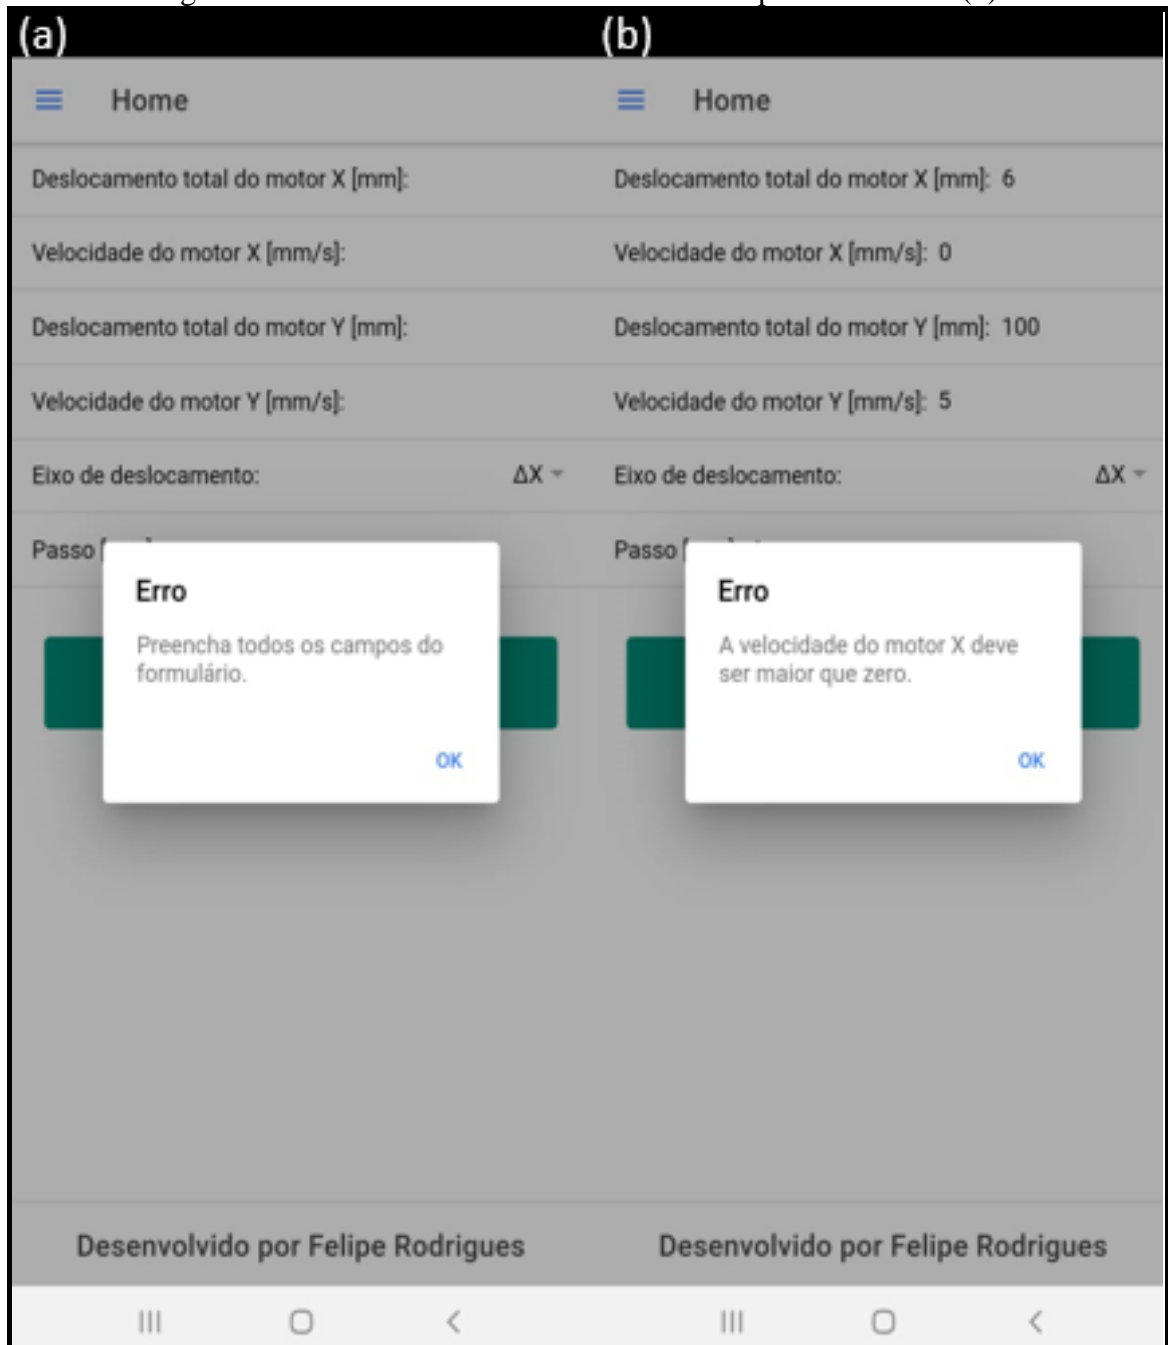 (a)
Home
Deslocamento total do motor X [mm]:
Velocidade do motor X [mm/s]:
Deslocamento total do motor Y [mm]:
Velocidade do motor Y [mm/s]:
Eixo de deslocamento: ΔX
Passo
Erro
Preencha todos os campos do
formulário.
OK
Desenvolvido por Felipe Rodrigues
(b)
Home
Deslocamento total do motor X [mm]: 6
Velocidade do motor X [mm/s]: 0
Deslocamento total do motor Y [mm]: 100
Velocidade do motor Y [mm/s]: 5
Eixo de deslocamento: ΔX
Passo
Erro
A velocidade do motor X deve
ser maior que zero.
OK
Desenvolvido por Felipe Rodrigues